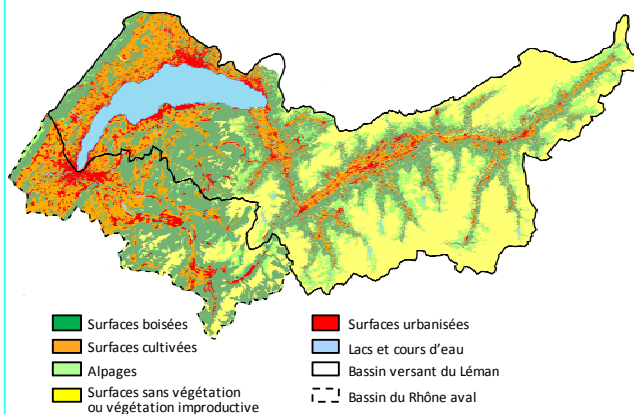 Surfaces boisées
Surfaces cultivées
Alpages
Surfaces sans végétation
ou végétation improductive
Surfaces urbanisées
Lacs et cours d'eau
Bassin versant du Léman
Bassin du Rhône aval